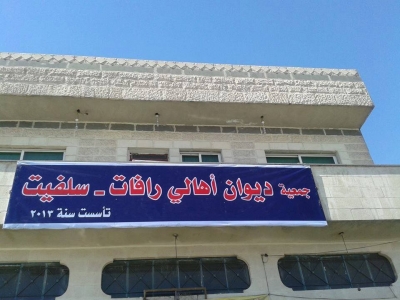 جمعية ديوان أهالي رافات - سلفيت
تأسست سنة ٢٠١٣